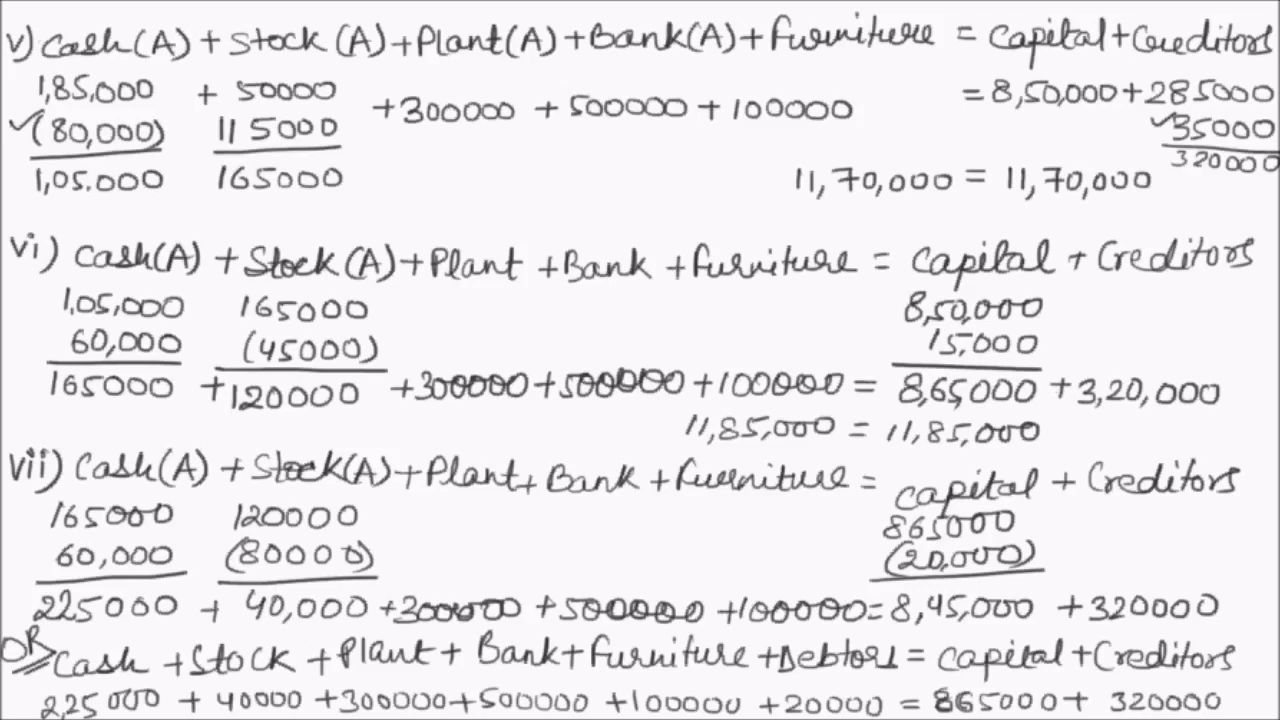 v) Cash(A) + Stock (A) + Plant(A) + Bank(A) + Furniture = Capital + Creditors
1,85,000 + 50000 + 300000 + 500000 + 100000 = 8,50,000 + 285000
✓(80,000) 115000 ✓35000
1,05,000 165000 11,70,000 = 11,70,000 320000
vi) Cash(A) + Stock (A) + Plant + Bank + Furniture = Capital + Creditors
1,05,000 165000 8,50,000
60,000 (45000) 15,000
165000 + 120000 + 300000 + 500000 + 100000 = 8,65,000 + 3,20,000
11,85,000 = 11,85,000
vii) Cash(A) + Stock(A) + Plant + Bank + Furniture = Capital + Creditors
165000 120000 865000
60,000 (80000) (20,000)
225000 + 40,000 + 300000 + 500000 + 100000 = 8,45,000 + 320000
OR Cash + Stock + Plant + Bank + Furniture + Debtors = Capital + Creditors
2,25000 + 40000 + 300000 + 500000 + 100000 + 20000 = 865000 + 320000